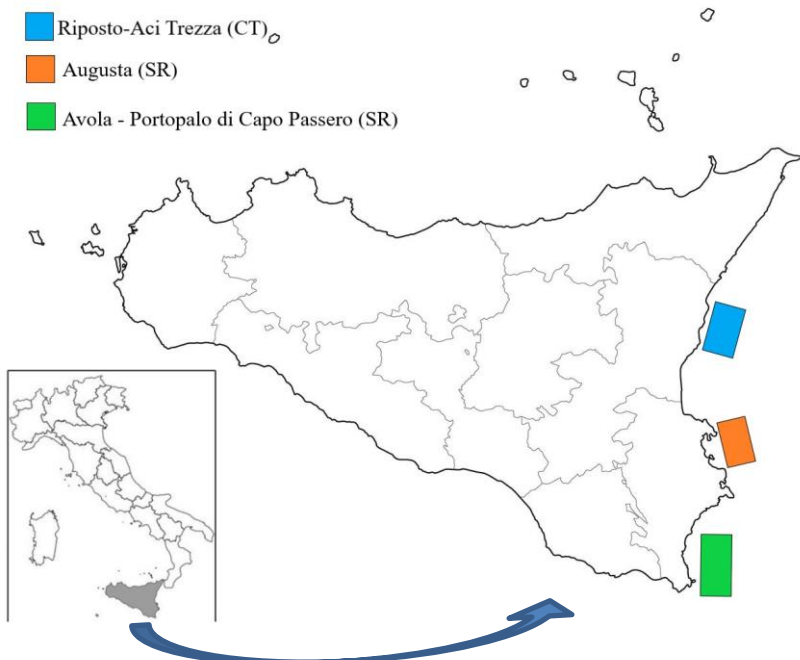 Riposto-Aci Trezza (CT)
Augusta (SR)
Avola - Portopalo di Capo Passero (SR)